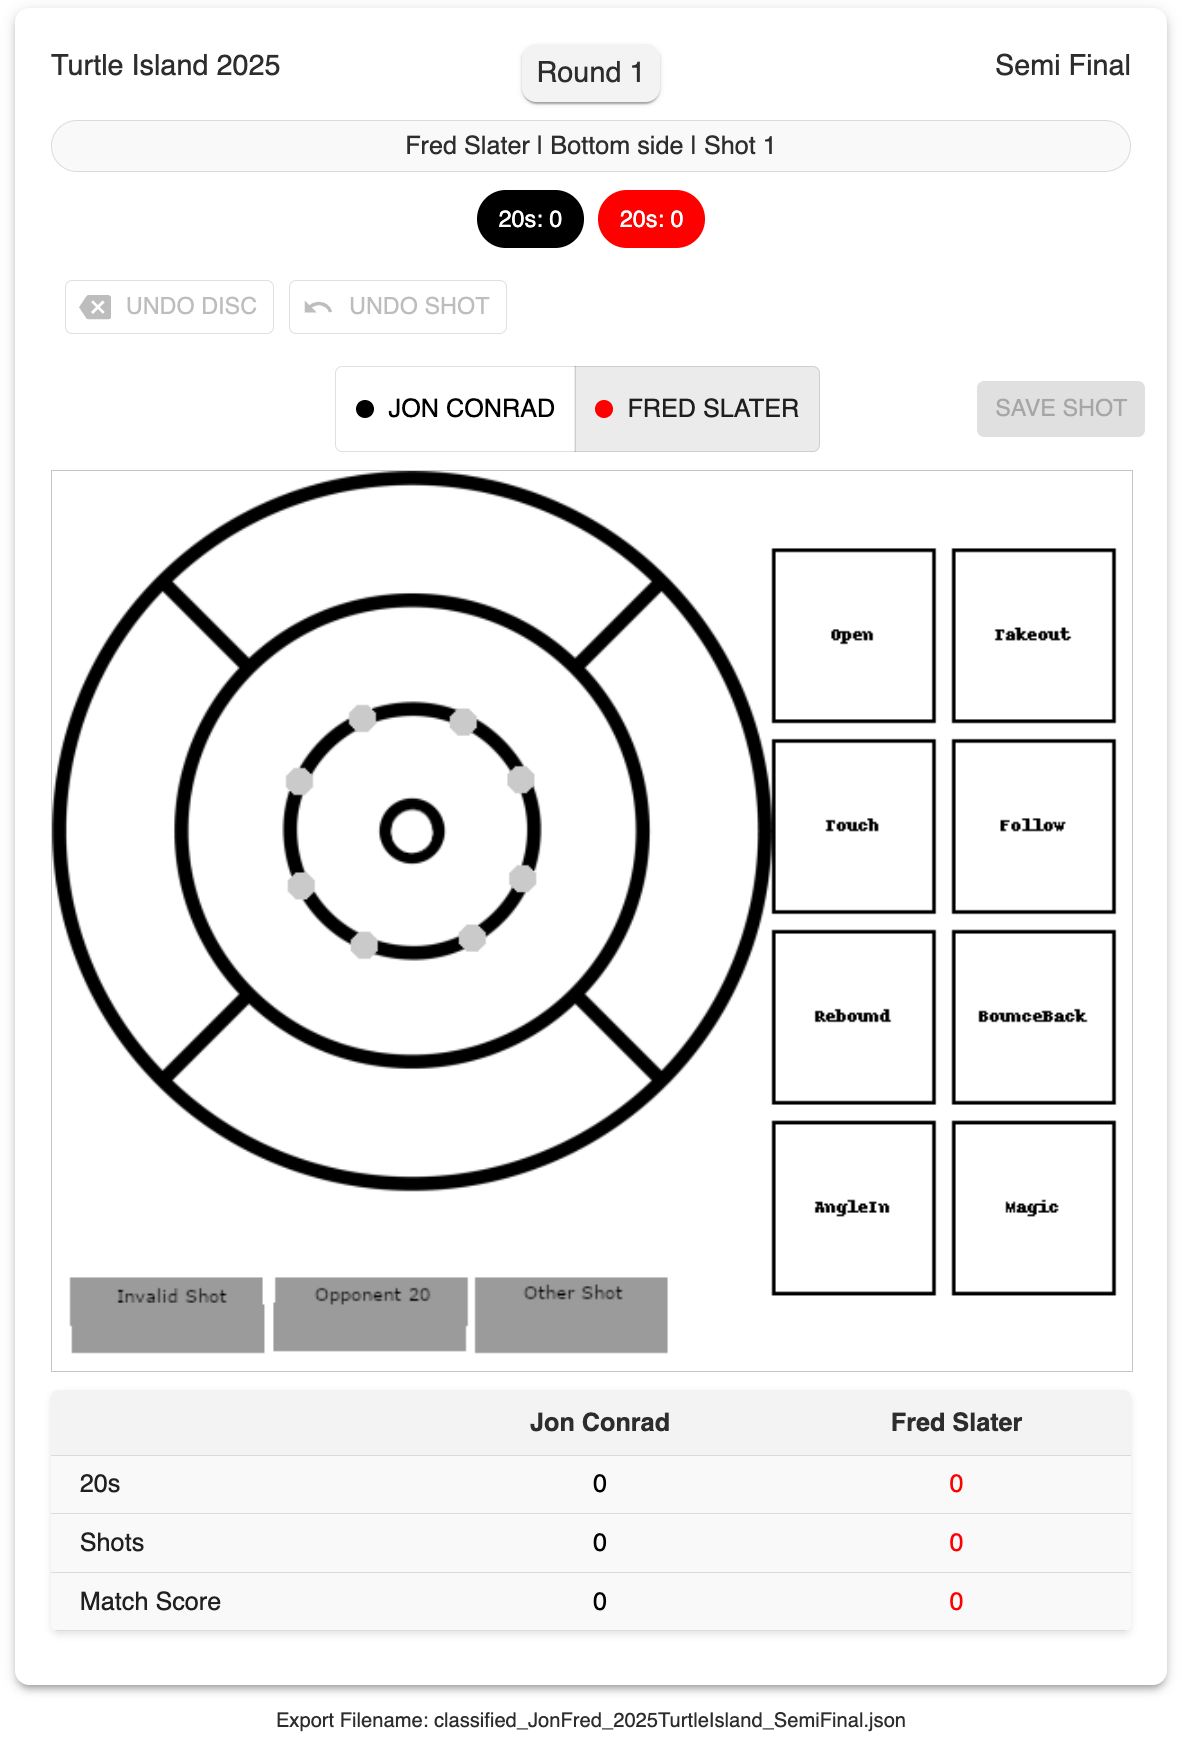 Turtle Island 2025
Round 1
Semi Final
Fred Slater | Bottom side | Shot 1
20s: 0
20s: 0
UNDO DISC
UNDO SHOT
JON CONRAD
FRED SLATER
SAVE SHOT
Open
Takeout
Touch
Follow
Rebound
BounceBack
AngleIn
Magic
Invalid Shot
Opponent 20
Other Shot
Jon Conrad Fred Slater
20s 0 0
Shots 0 0
Match Score 0 0
Export Filename: classified_JonFred_2025TurtleIsland_SemiFinal.json